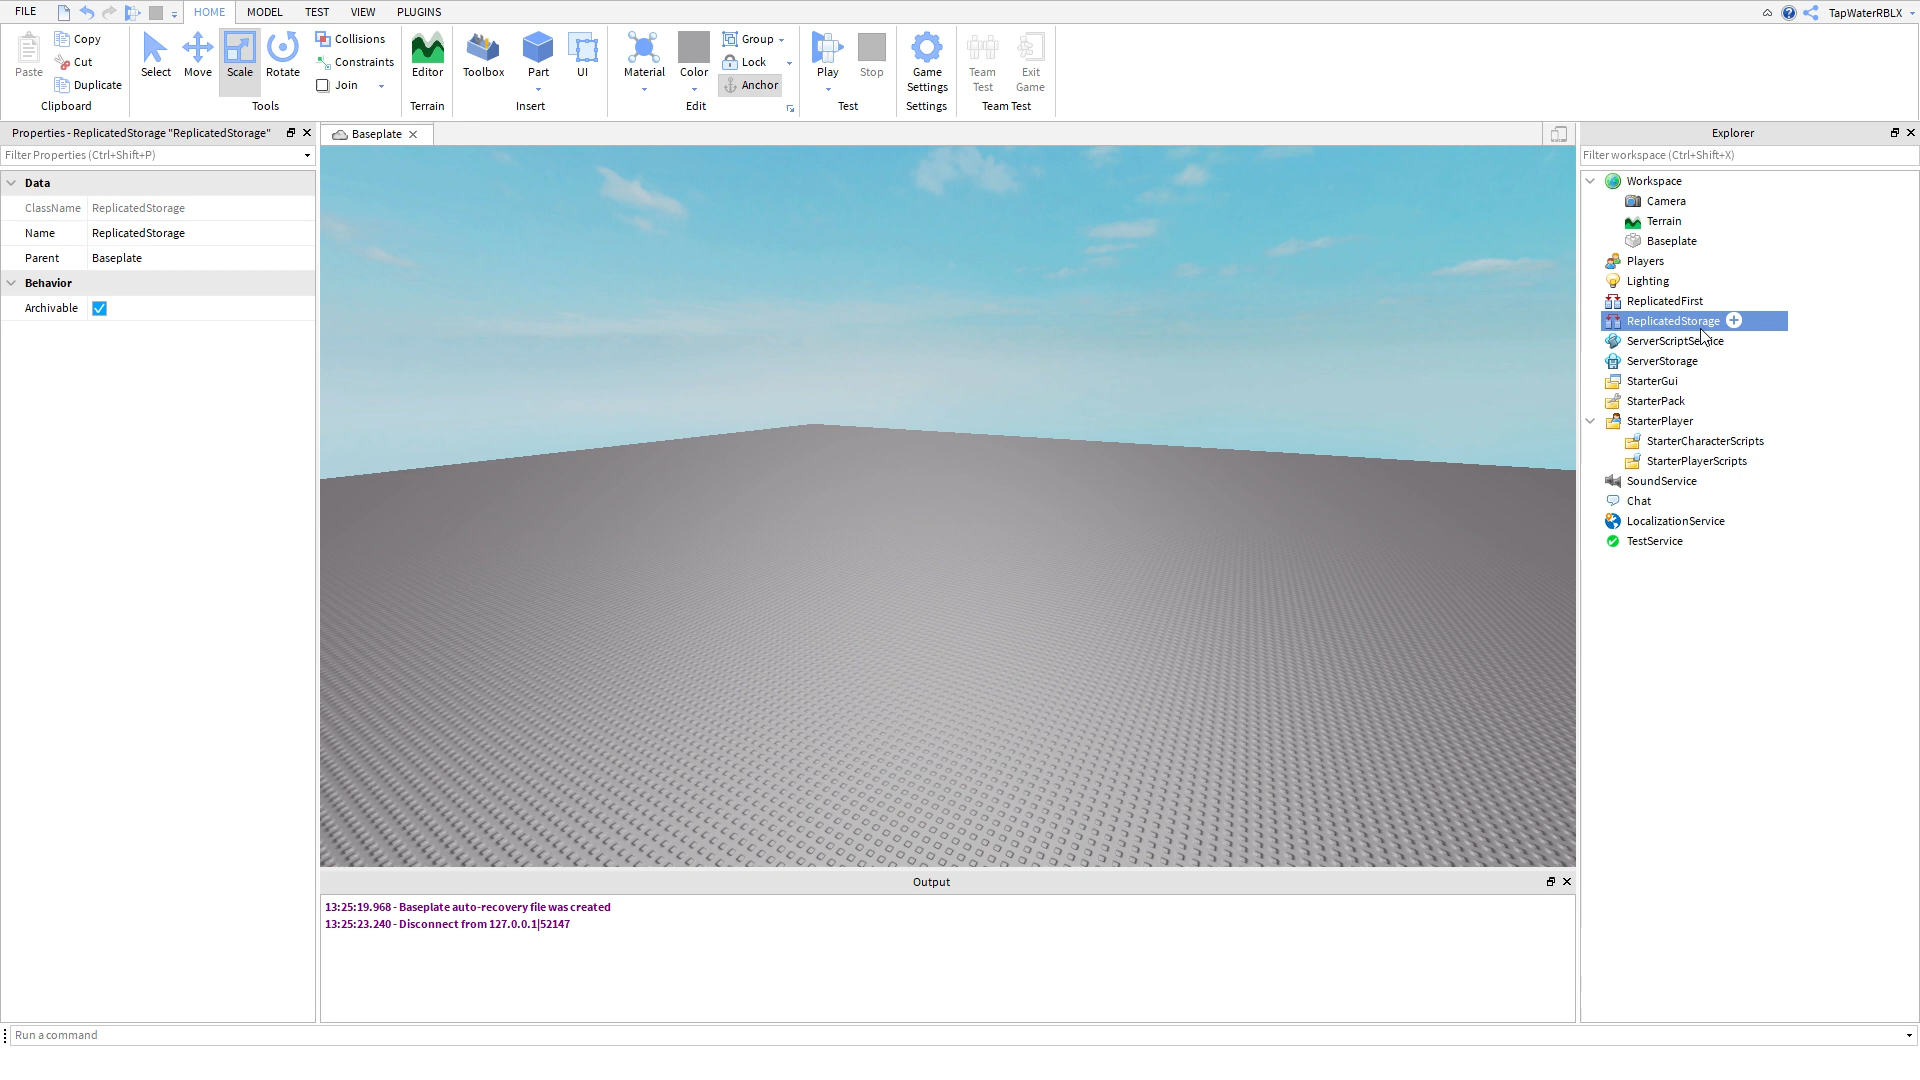 FILE
HOME
MODEL
TEST
VIEW
PLUGINS
TapWaterRBLX
Paste
Copy
Cut
Duplicate
Clipboard
Select
Move
Scale
Rotate
Collisions
Constraints
Join
Tools
Editor
Terrain
Toolbox
Part
UI
Insert
Material
Color
Group
Lock
Anchor
Edit
Play
Stop
Test
Game
Settings
Settings
Team
Test
Exit
Game
Team Test
Properties - ReplicatedStorage "ReplicatedStorage"
Filter Properties (Ctrl+Shift+P)
Data
ClassName ReplicatedStorage
Name ReplicatedStorage
Parent Baseplate
Behavior
Archivable
Baseplate
Output
13:25:19.968 - Baseplate auto-recovery file was created
13:25:23.240 - Disconnect from 127.0.0.1|52147
Explorer
Filter workspace (Ctrl+Shift+X)
Workspace
Camera
Terrain
Baseplate
Players
Lighting
ReplicatedFirst
ReplicatedStorage
ServerScriptService
ServerStorage
StarterGui
StarterPack
StarterPlayer
StarterCharacterScripts
StarterPlayerScripts
SoundService
Chat
LocalizationService
TestService
Run a command